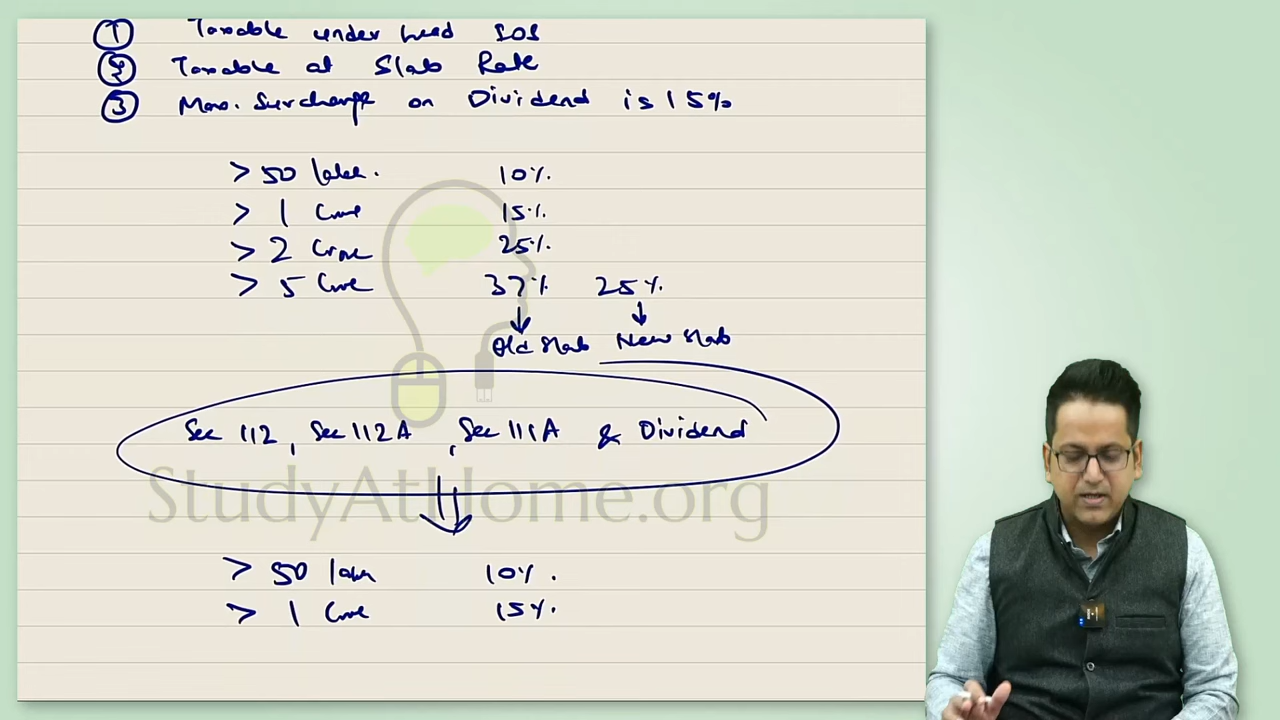 ① Taxable under head SOS
② Taxable at Slab Rate
③ Max. Surcharge on Dividend is 15%
> 50 lakh. 10%.
> 1 Crore 15%.
> 2 Crore 25%.
> 5 Crore 37% 25%.
Old Slab New Slab
Sec 112, Sec 112A, Sec 111A & Dividend
StudyAtHome.org
> 50 lakh 10%.
> 1 Crore 15%.